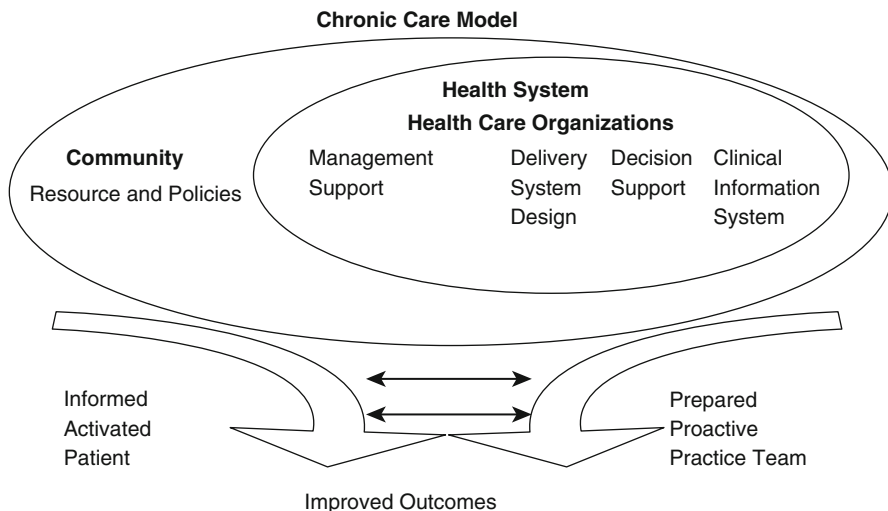 Chronic Care Model
Health System
Health Care Organizations
Community
Resource and Policies
Management
Support
Delivery
System
Design
Decision
Support
Clinical
Information
System
Informed
Activated
Patient
Prepared
Proactive
Practice Team
Improved Outcomes